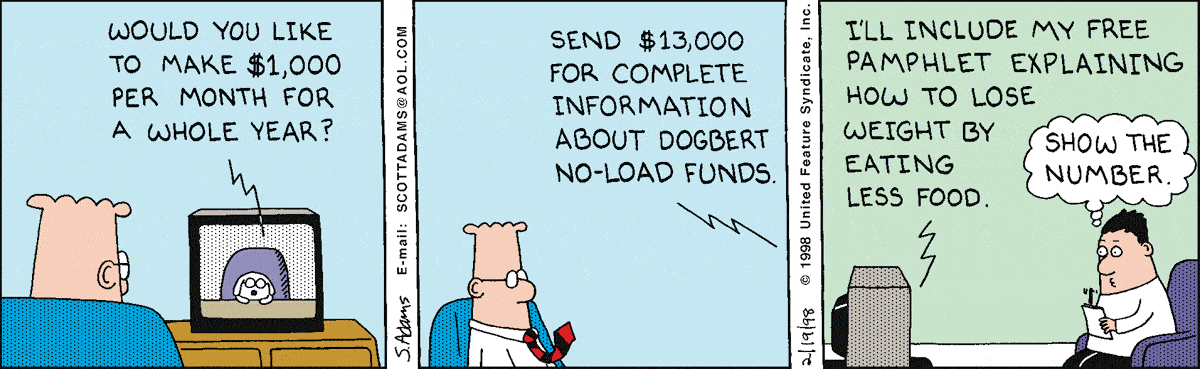 WOULD YOU LIKE
TO MAKE $1,000
PER MONTH FOR
A WHOLE YEAR?
S.Adams E-mail: SCOTTADAMS@AOL.COM
SEND $13,000
FOR COMPLETE
INFORMATION
ABOUT DOGBERT
NO-LOAD FUNDS.
2/19/98 © 1998 United Feature Syndicate, Inc.
I'LL INCLUDE MY FREE
PAMPHLET EXPLAINING
HOW TO LOSE
WEIGHT BY
EATING
LESS FOOD.
SHOW THE
NUMBER.